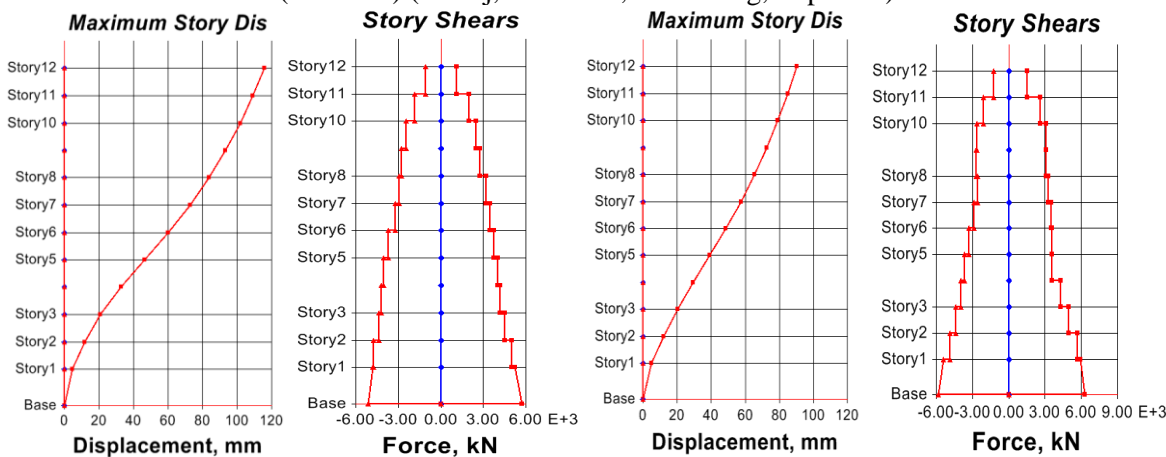 Maximum Story Dis
Story12
Story11
Story10
Story8
Story7
Story6
Story5
Story3
Story2
Story1
Base
0 20 40 60 80 100 120
Displacement, mm
Story Shears
Story12
Story11
Story10
Story8
Story7
Story6
Story5
Story3
Story2
Story1
Base
-6.00 -3.00 0.00 3.00 6.00 E+3
Force, kN
Maximum Story Dis
Story12
Story11
Story10
Story8
Story7
Story6
Story5
Story3
Story2
Story1
Base
0 20 40 60 80 100 120
Displacement, mm
Story Shears
Story12
Story11
Story10
Story8
Story7
Story6
Story5
Story3
Story2
Story1
Base
-6.00 -3.00 0.00 3.00 6.00 9.00 E+3
Force, kN